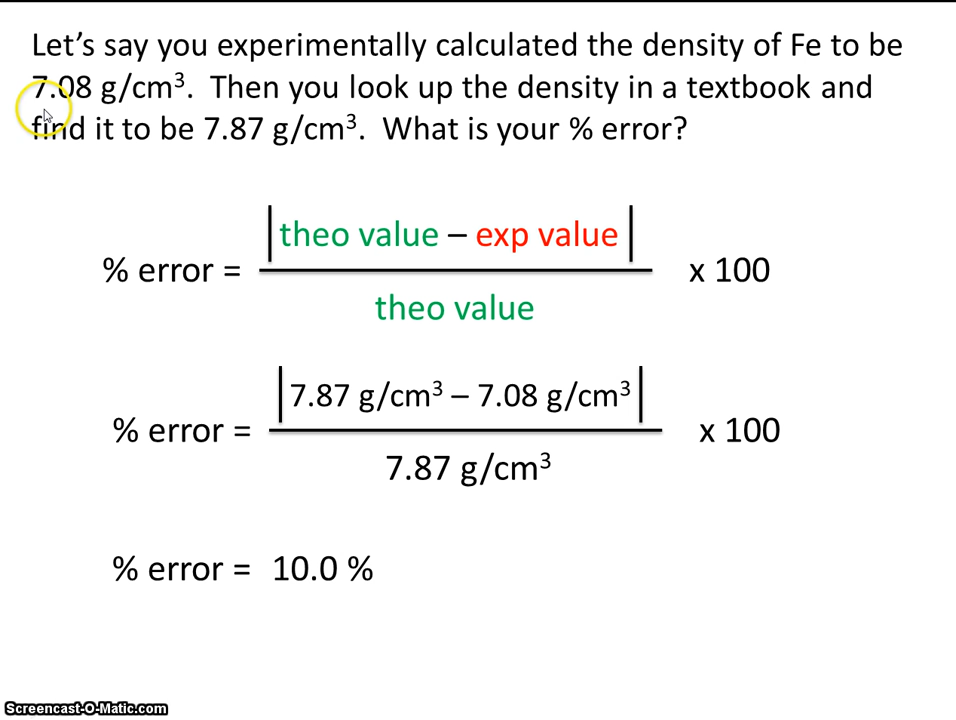 Let’s say you experimentally calculated the density of Fe to be
7.08 g/cm³. Then you look up the density in a textbook and
find it to be 7.87 g/cm³. What is your % error?
|theo value – exp value|
% error = x 100
theo value
|7.87 g/cm³ – 7.08 g/cm³|
% error = x 100
7.87 g/cm³
% error = 10.0 %
Screencast-O-Matic.com